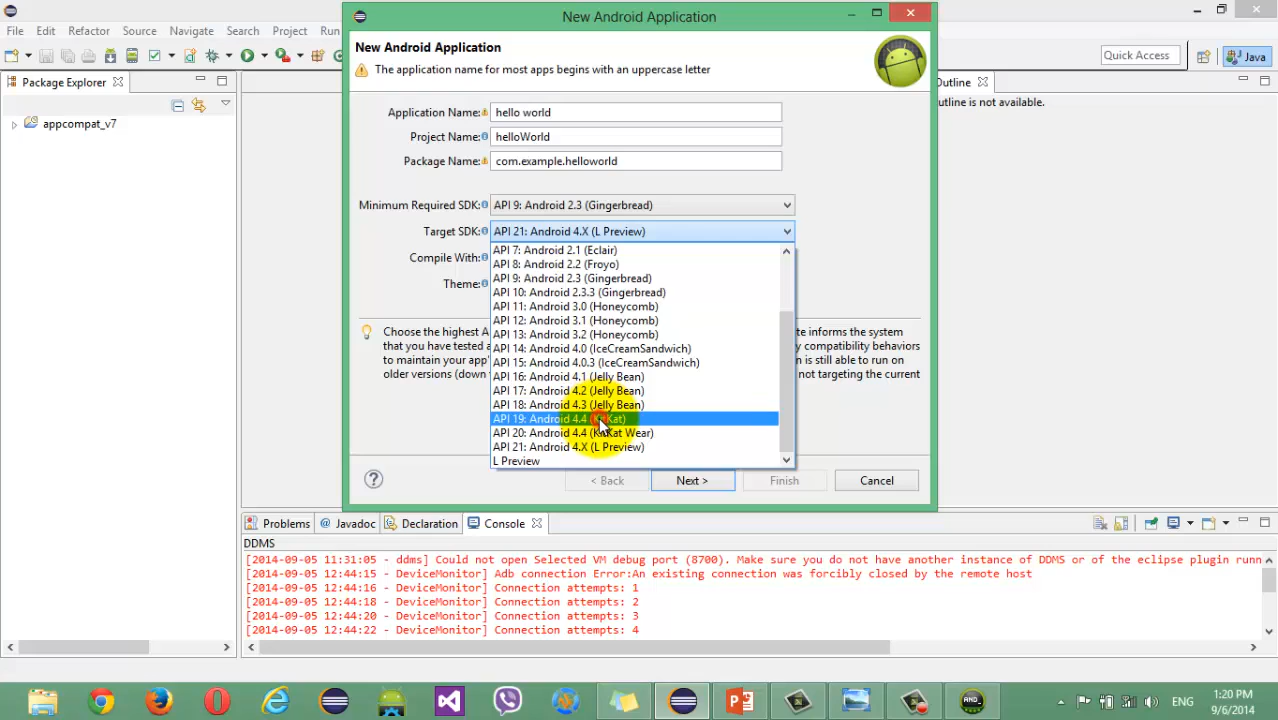 New Android Application
File Edit Refactor Source Navigate Search Project Run
New Android Application
The application name for most apps begins with an uppercase letter
Quick Access
Java
Package Explorer
Outline
utline is not available.
appcompat_v7
Application Name: hello world
Project Name: helloWorld
Package Name: com.example.helloworld
Minimum Required SDK: API 9: Android 2.3 (Gingerbread)
Target SDK: API 21: Android 4.X (L Preview)
Compile With:
Theme:
API 7: Android 2.1 (Eclair)
API 8: Android 2.2 (Froyo)
API 9: Android 2.3 (Gingerbread)
API 10: Android 2.3.3 (Gingerbread)
API 11: Android 3.0 (Honeycomb)
API 12: Android 3.1 (Honeycomb)
API 13: Android 3.2 (Honeycomb)
API 14: Android 4.0 (IceCreamSandwich)
API 15: Android 4.0.3 (IceCreamSandwich)
API 16: Android 4.1 (Jelly Bean)
API 17: Android 4.2 (Jelly Bean)
API 18: Android 4.3 (Jelly Bean)
API 19: Android 4.4 (KitKat)
API 20: Android 4.4 (KitKat Wear)
API 21: Android 4.X (L Preview)
L Preview
Choose the highest A
te informs the system
that you have tested a
y compatibility behaviors
to maintain your app'
n is still able to run on
older versions (down
not targeting the current
< Back Next > Finish Cancel
Problems @ Javadoc Declaration Console
DDMS
[2014-09-05 11:31:05 - ddms] Could not open Selected VM debug port (8700). Make sure you do not have another instance of DDMS or of the eclipse plugin runn
[2014-09-05 12:44:15 - DeviceMonitor] Adb connection Error:An existing connection was forcibly closed by the remote host
[2014-09-05 12:44:16 - DeviceMonitor] Connection attempts: 1
[2014-09-05 12:44:18 - DeviceMonitor] Connection attempts: 2
[2014-09-05 12:44:20 - DeviceMonitor] Connection attempts: 3
[2014-09-05 12:44:22 - DeviceMonitor] Connection attempts: 4
ENG
1:20 PM
9/6/2014